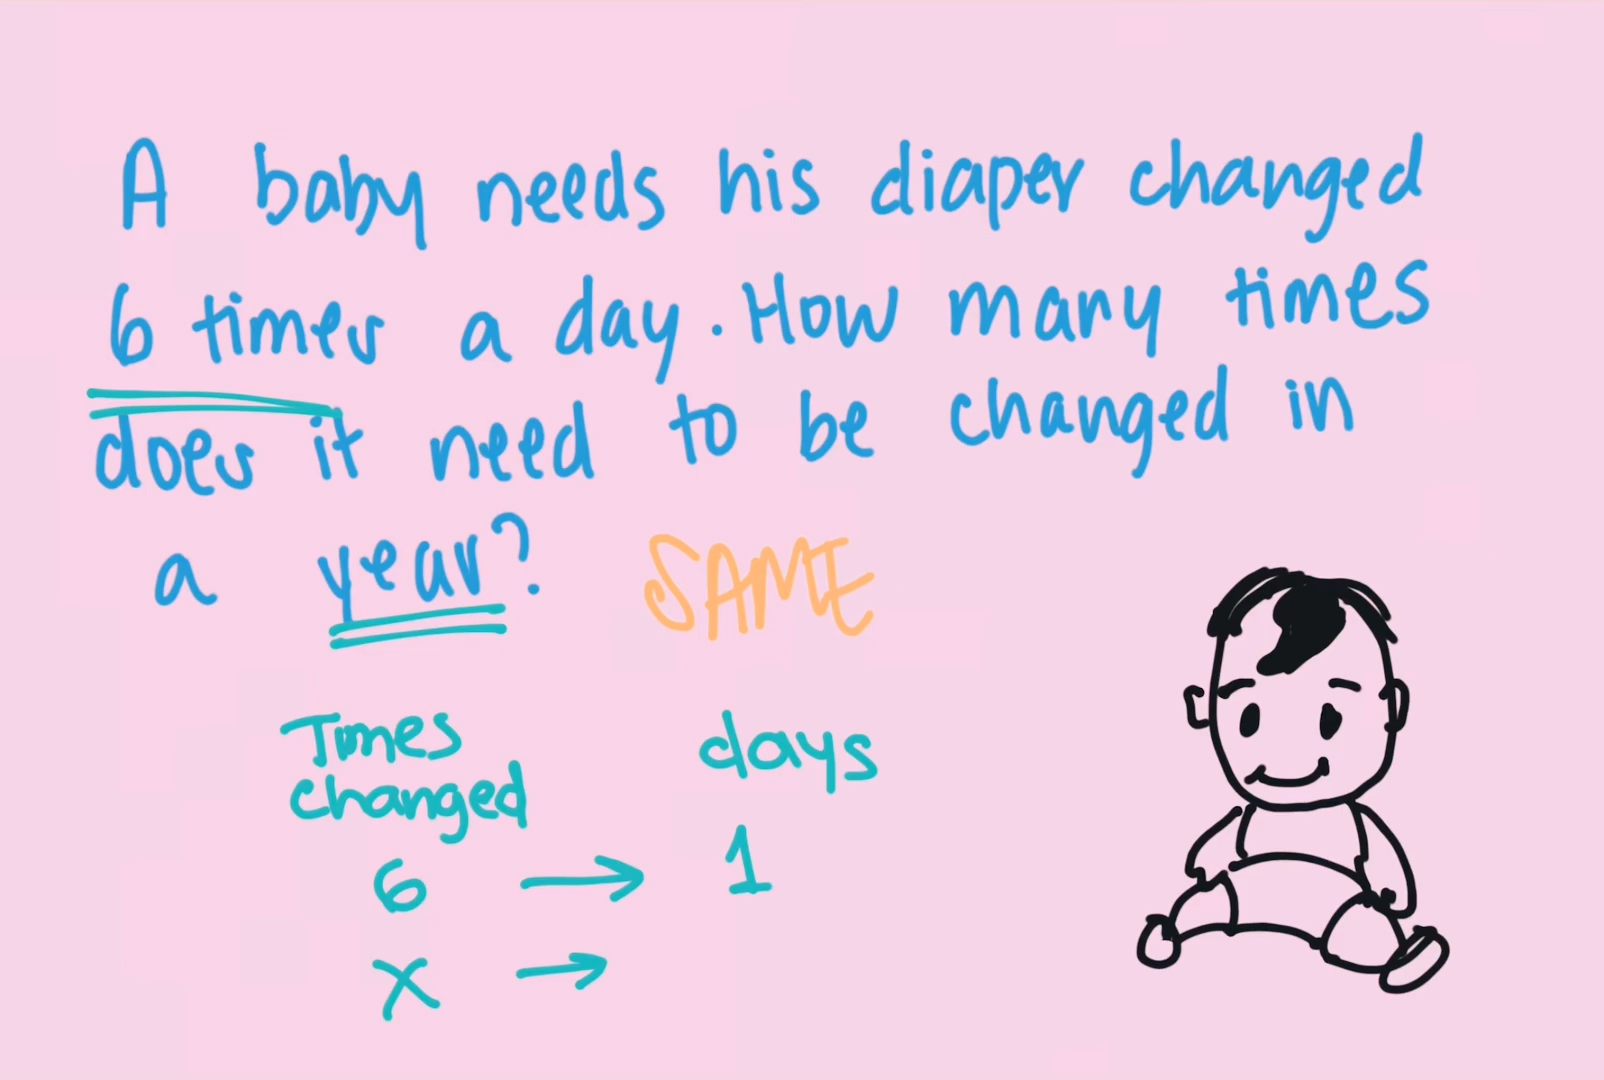 A baby needs his diaper changed
6 times a day. How many times
does it need to be changed in
a year? SAME
Times days
changed
6 → 1
x →